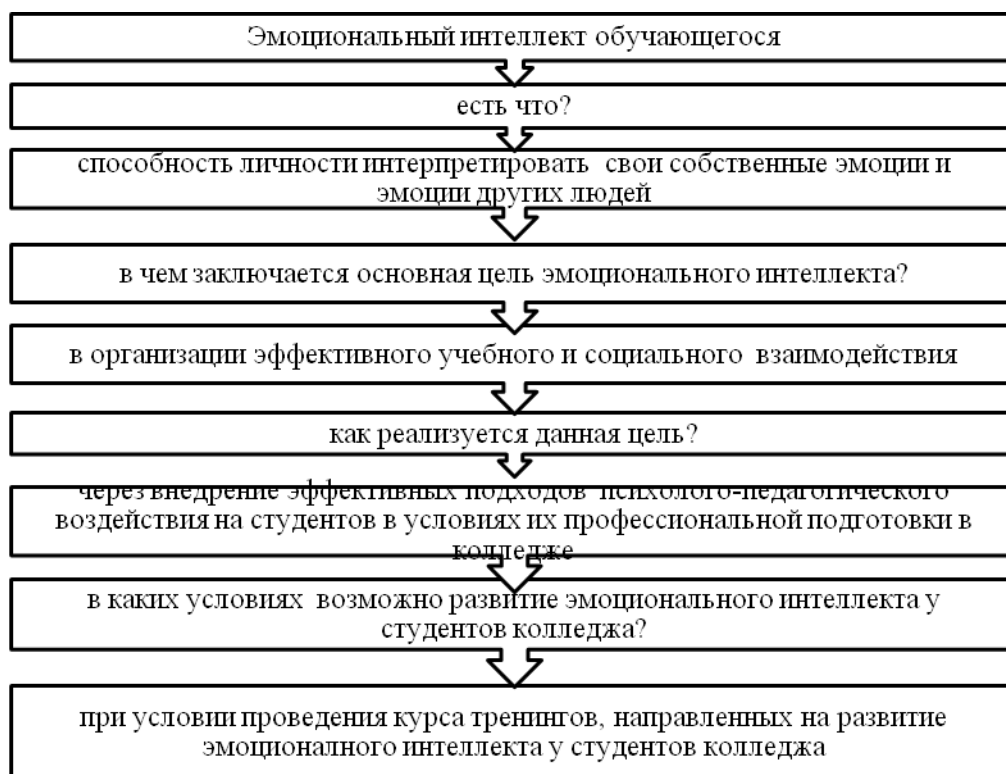 Эмоциональный интеллект обучающегося
есть что?
способность личности интерпретировать свои собственные эмоции и
эмоции других людей
в чем заключается основная цель эмоционального интеллекта?
в организации эффективного учебного и социального взаимодействия
как реализуется данная цель?
через внедрение эффективных подходов психолого-педагогического
воздействия на студентов в условиях их профессиональной подготовки в
колледже
в каких условиях возможно развитие эмоционального интеллекта у
студентов колледжа?
при условии проведения курса тренингов, направленных на развитие
эмоционалного интеллекта у студентов колледжа